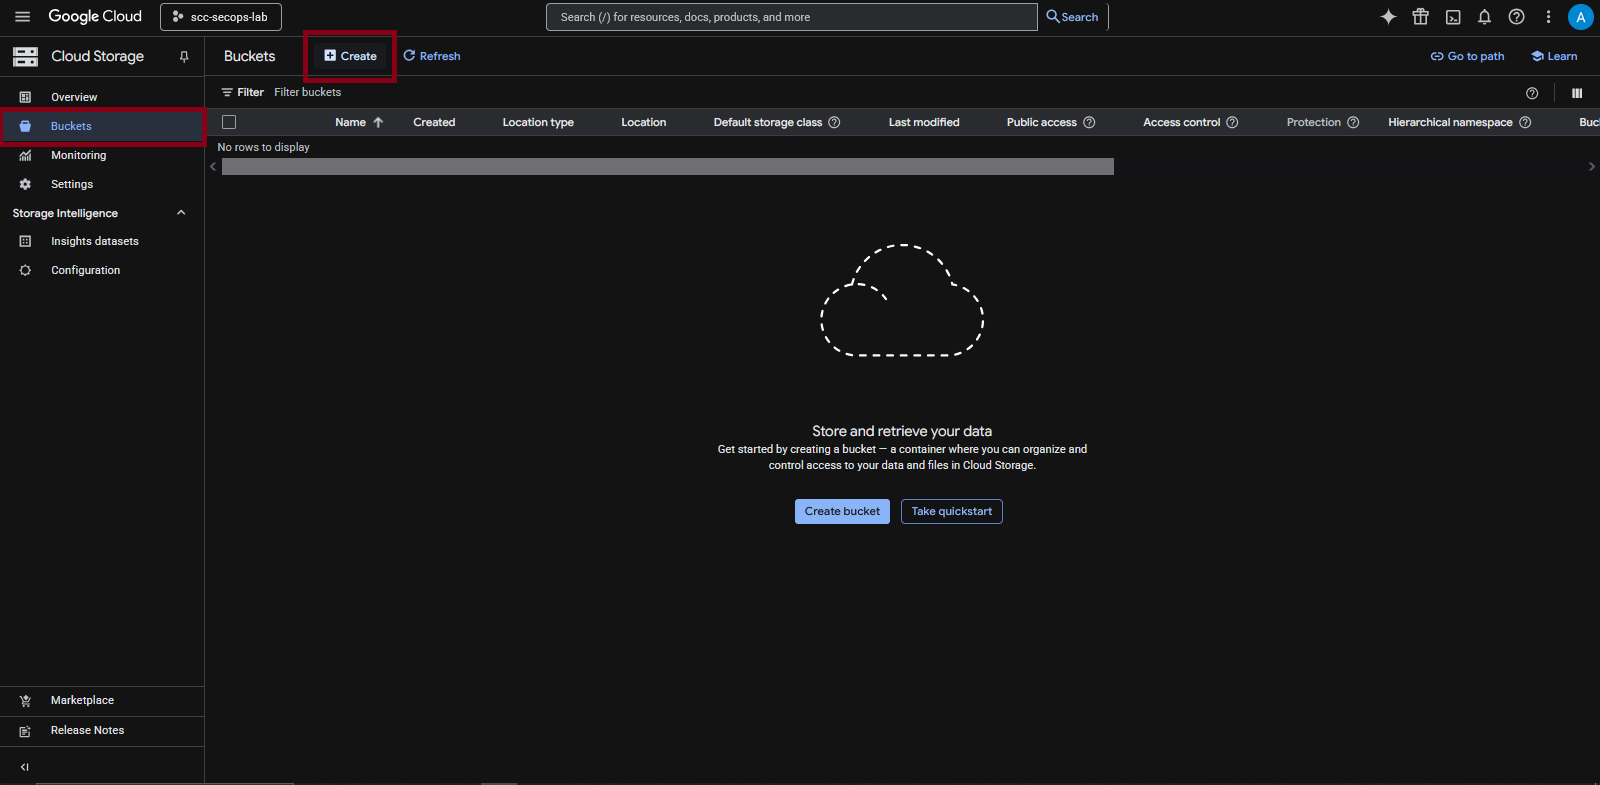 Google Cloud
scc-secops-lab
Search (/) for resources, docs, products, and more
Search
A
Cloud Storage
Overview
Buckets
Monitoring
Settings
Storage Intelligence
Insights datasets
Configuration
Marketplace
Release Notes
Buckets
Create
Refresh
Go to path
Learn
Filter Filter buckets
Name Created Location type Location Default storage class Last modified Public access Access control Protection Hierarchical namespace Buc
No rows to display
Store and retrieve your data
Get started by creating a bucket — a container where you can organize and
control access to your data and files in Cloud Storage.
Create bucket
Take quickstart